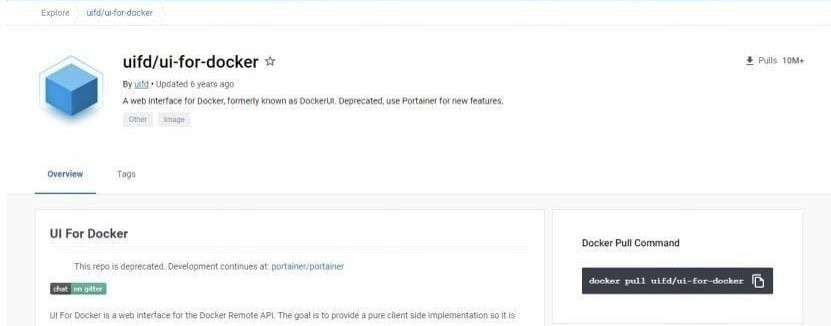 Explore uifd/ui-for-docker
uifd/ui-for-docker
Pulls 10M+
By uifd • Updated 6 years ago
A web interface for Docker, formerly known as DockerUI. Deprecated, use Portainer for new features.
Other Image
Overview Tags
UI For Docker
This repo is deprecated. Development continues at: portainer/portainer
chat on gitter
UI For Docker is a web interface for the Docker Remote API. The goal is to provide a pure client side implementation so it is
Docker Pull Command
docker pull uifd/ui-for-docker